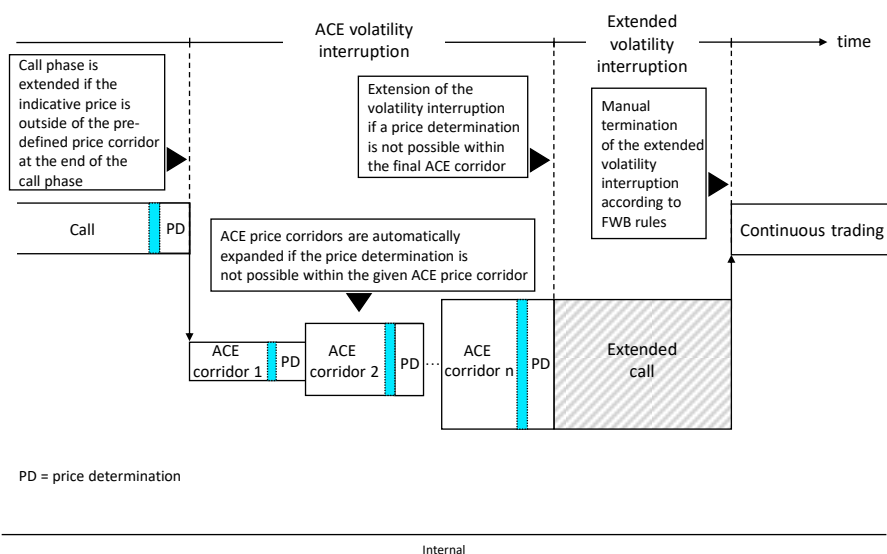 ACE volatility
interruption
Extended
volatility
interruption
time
Call phase is
extended if the
indicative price is
outside of the pre-
defined price corridor
at the end of the
call phase
Extension of the
volatility interruption
if a price determination
is not possible within
the final ACE corridor
Manual
termination
of the extended
volatility
interruption
according to
FWB rules
Call
PD
ACE price corridors are automatically
expanded if the price determination is
not possible within the given ACE price corridor
Continuous trading
ACE
corridor 1
PD
ACE
corridor 2
PD
...
ACE
corridor n
PD
Extended
call
PD = price determination
Internal